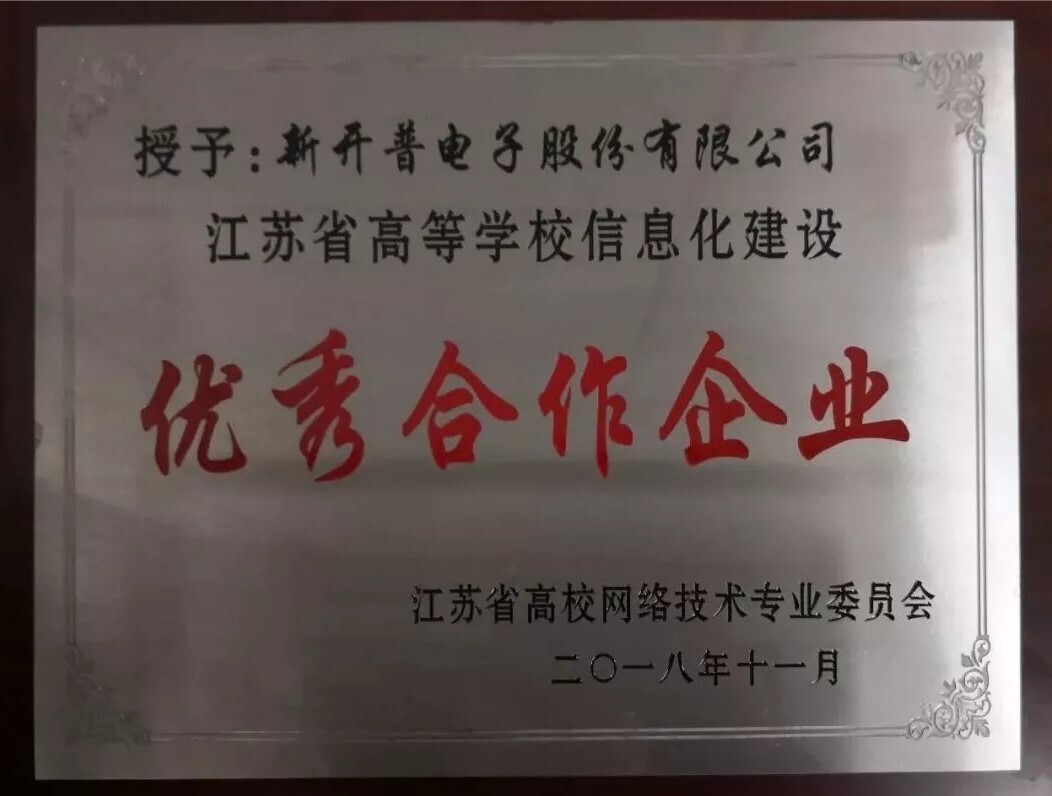 授予:新开普电子股份有限公司
江苏省高等学校信息化建设
优秀合作企业
江苏省高校网络技术专业委员会
二〇一八年十一月